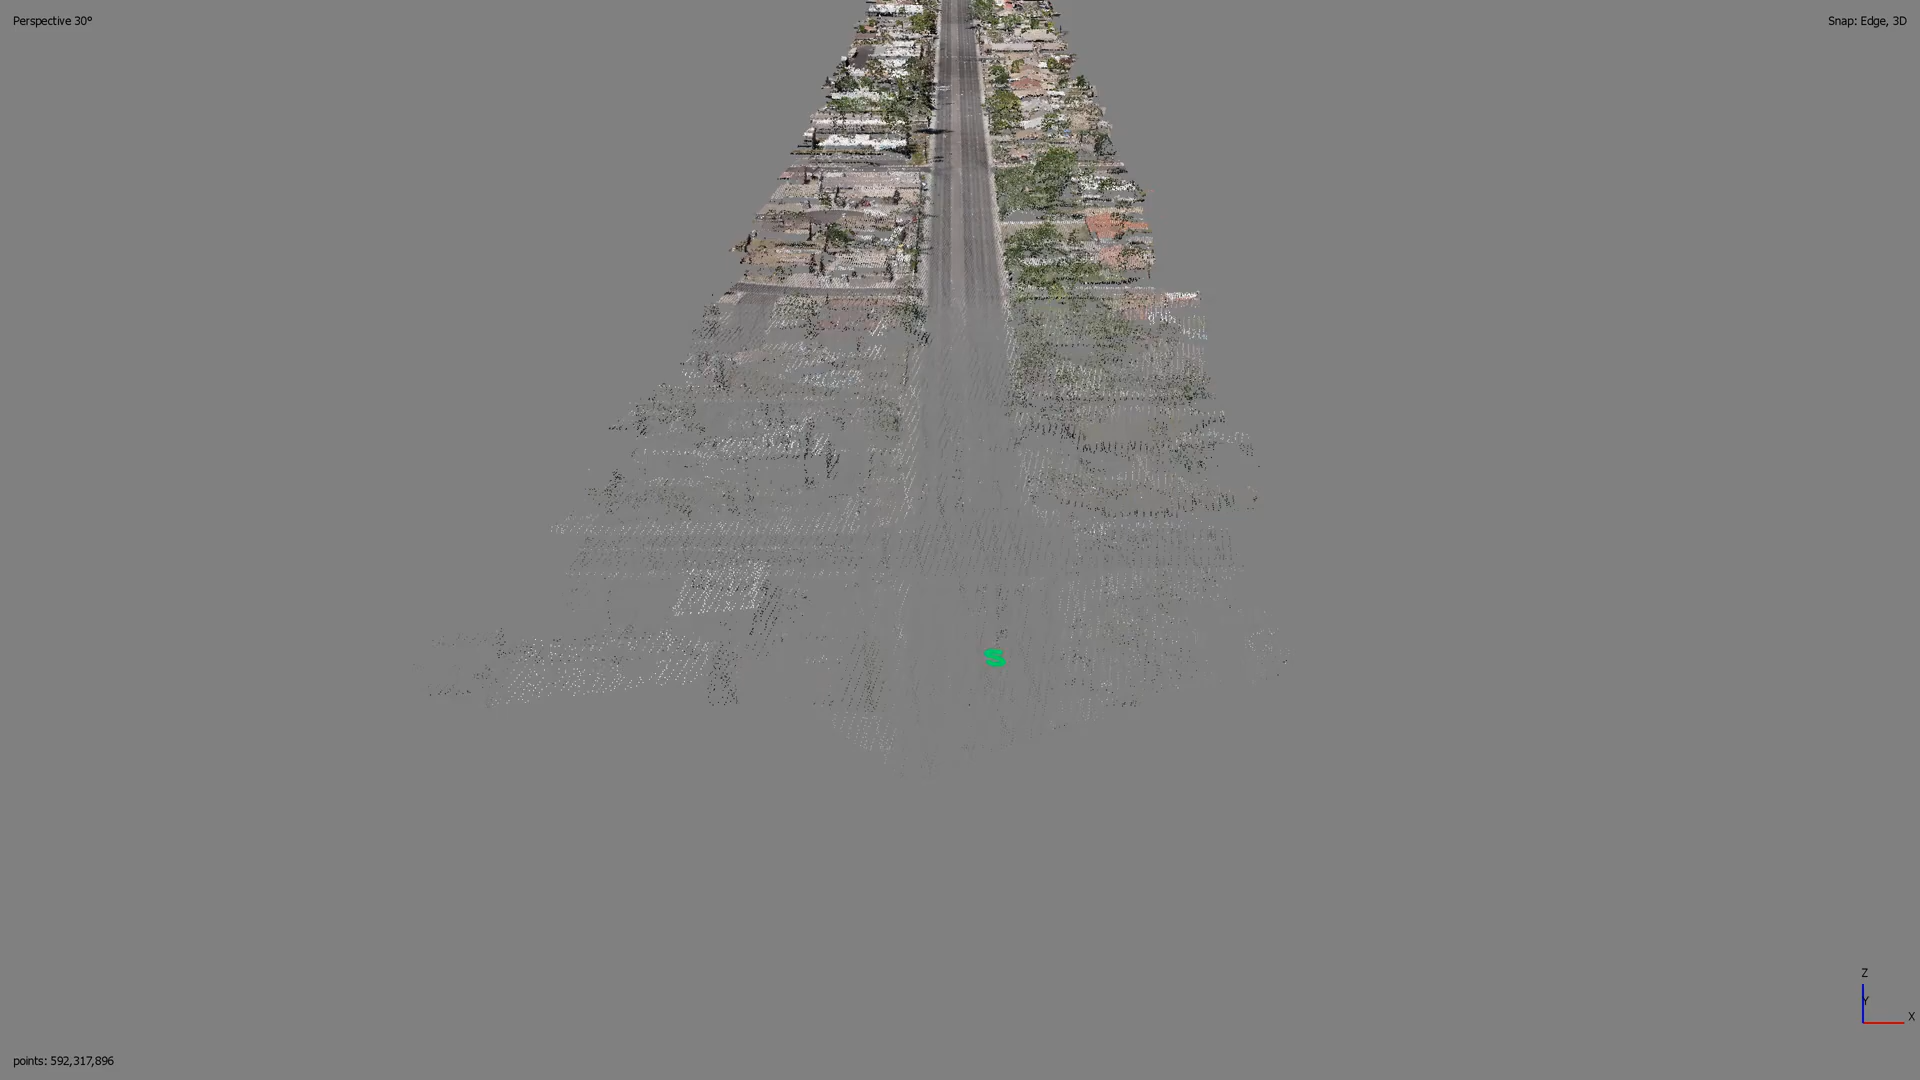 Perspective 30°
Snap: Edge, 3D
Z
Y
X
points: 592,317,896